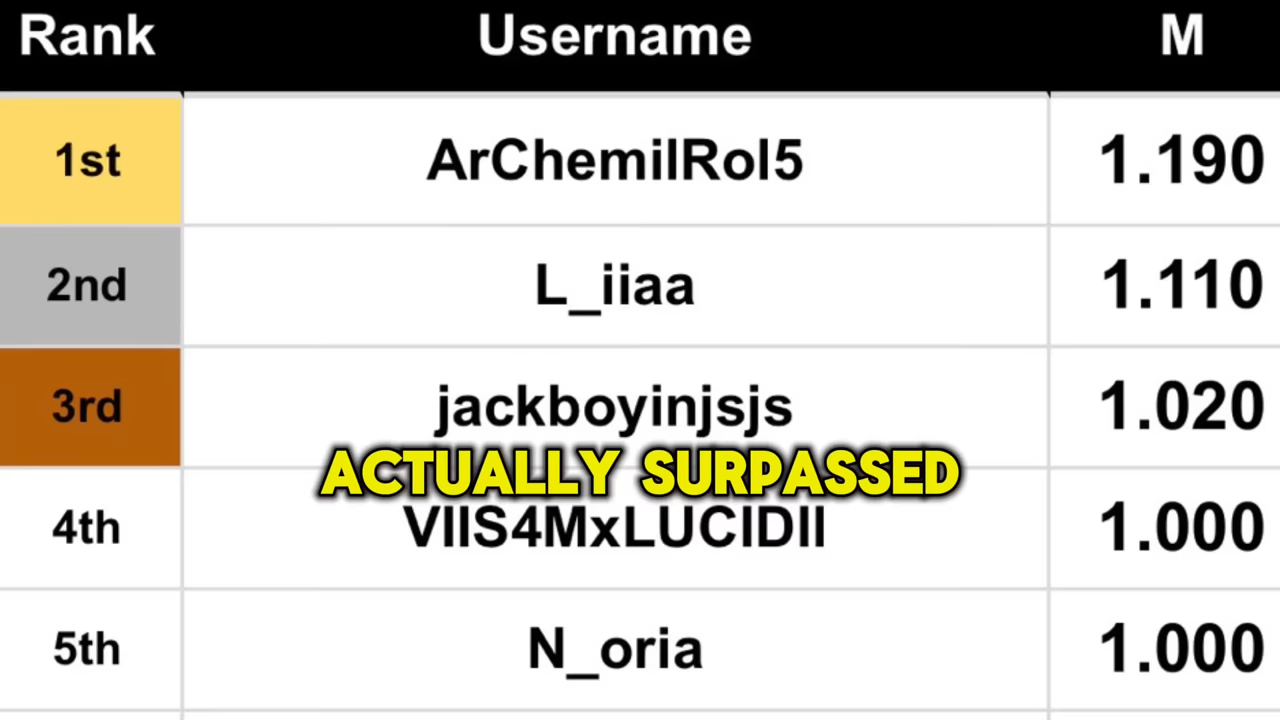 Rank Username M
1st ArChemilRol5 1.190
2nd L_iiaa 1.110
3rd jackboyinjsjs 1.020
ACTUALLY SURPASSED
4th VIIS4MxLUCIDII 1.000
5th N_oria 1.000